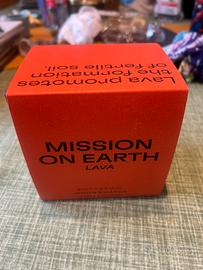 Lava promotes
the formation
of fertile soil.
MISSION
ON EARTH
LAVA